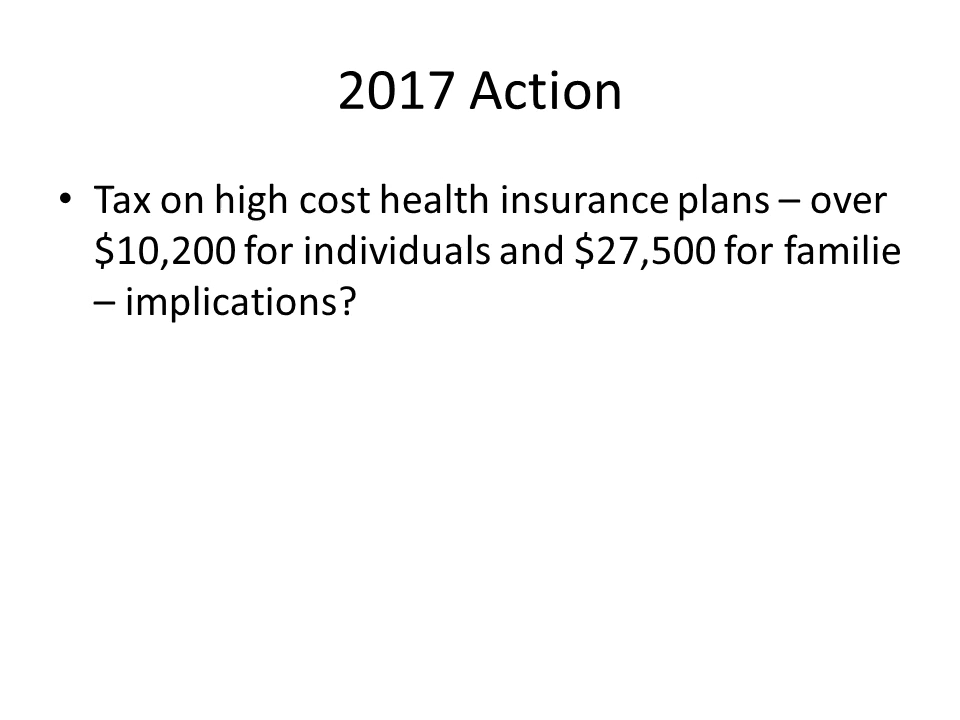 2017 Action
• Tax on high cost health insurance plans – over
$10,200 for individuals and $27,500 for familie
– implications?